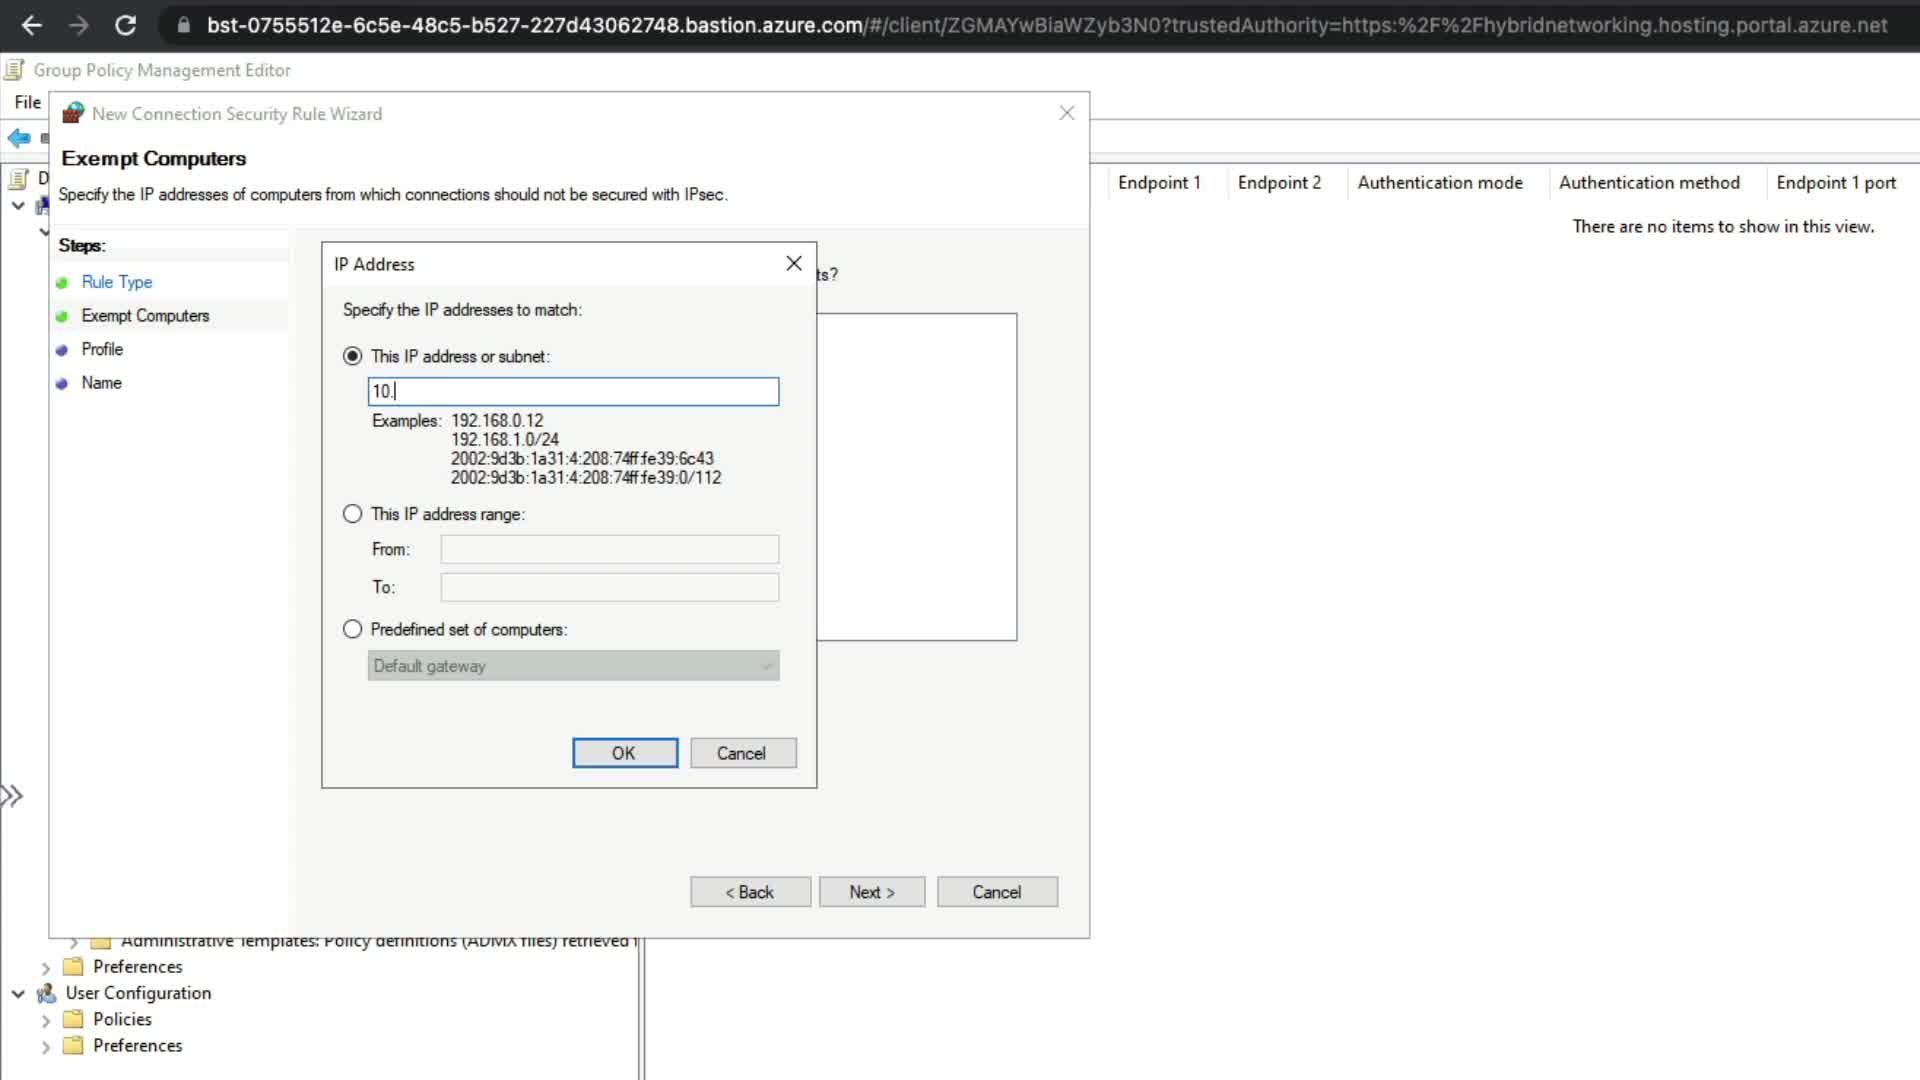 bst-0755512e-6c5e-48c5-b527-227d43062748.bastion.azure.com/#/client/ZGMAYwBiaWZyb3N0?trustedAuthority=https:%2F%2Fhybridnetworking.hosting.portal.azure.net
Group Policy Management Editor
File
New Connection Security Rule Wizard
Exempt Computers
Specify the IP addresses of computers from which connections should not be secured with IPsec.
D
Endpoint 1 Endpoint 2 Authentication mode Authentication method Endpoint 1 port
There are no items to show in this view.
Steps:
Rule Type
Exempt Computers
Profile
Name
ts?
IP Address
Specify the IP addresses to match:
This IP address or subnet:
10.
Examples: 192.168.0.12
192.168.1.0/24
2002:9d3b:1a31:4:208:74ff:fe39:6c43
2002:9d3b:1a31:4:208:74ff:fe39:0/112
This IP address range:
From:
To:
Predefined set of computers:
Default gateway
OK Cancel
< Back Next > Cancel
Administrative Templates: Policy definitions (ADMX files) retrieved f
Preferences
User Configuration
Policies
Preferences